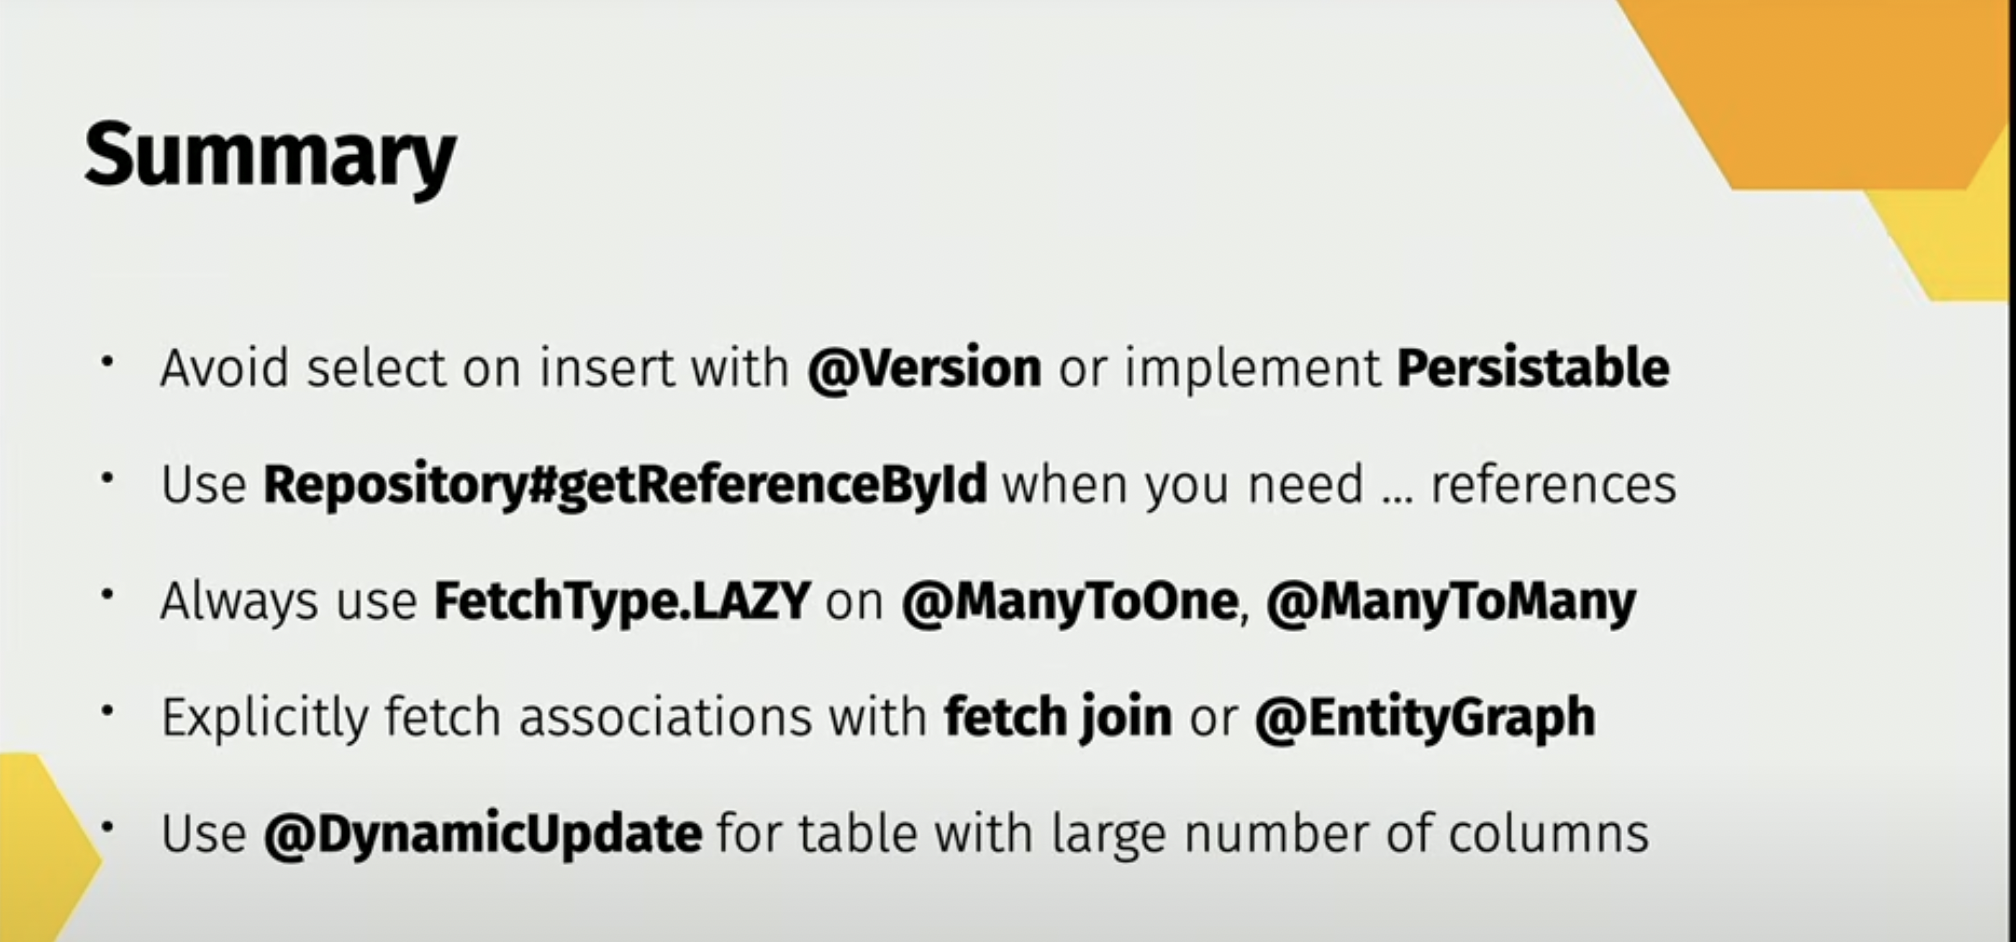 Summary
• Avoid select on insert with @Version or implement Persistable
• Use Repository#getReferenceById when you need ... references
• Always use FetchType.LAZY on @ManyToOne, @ManyToMany
• Explicitly fetch associations with fetch join or @EntityGraph
• Use @DynamicUpdate for table with large number of columns